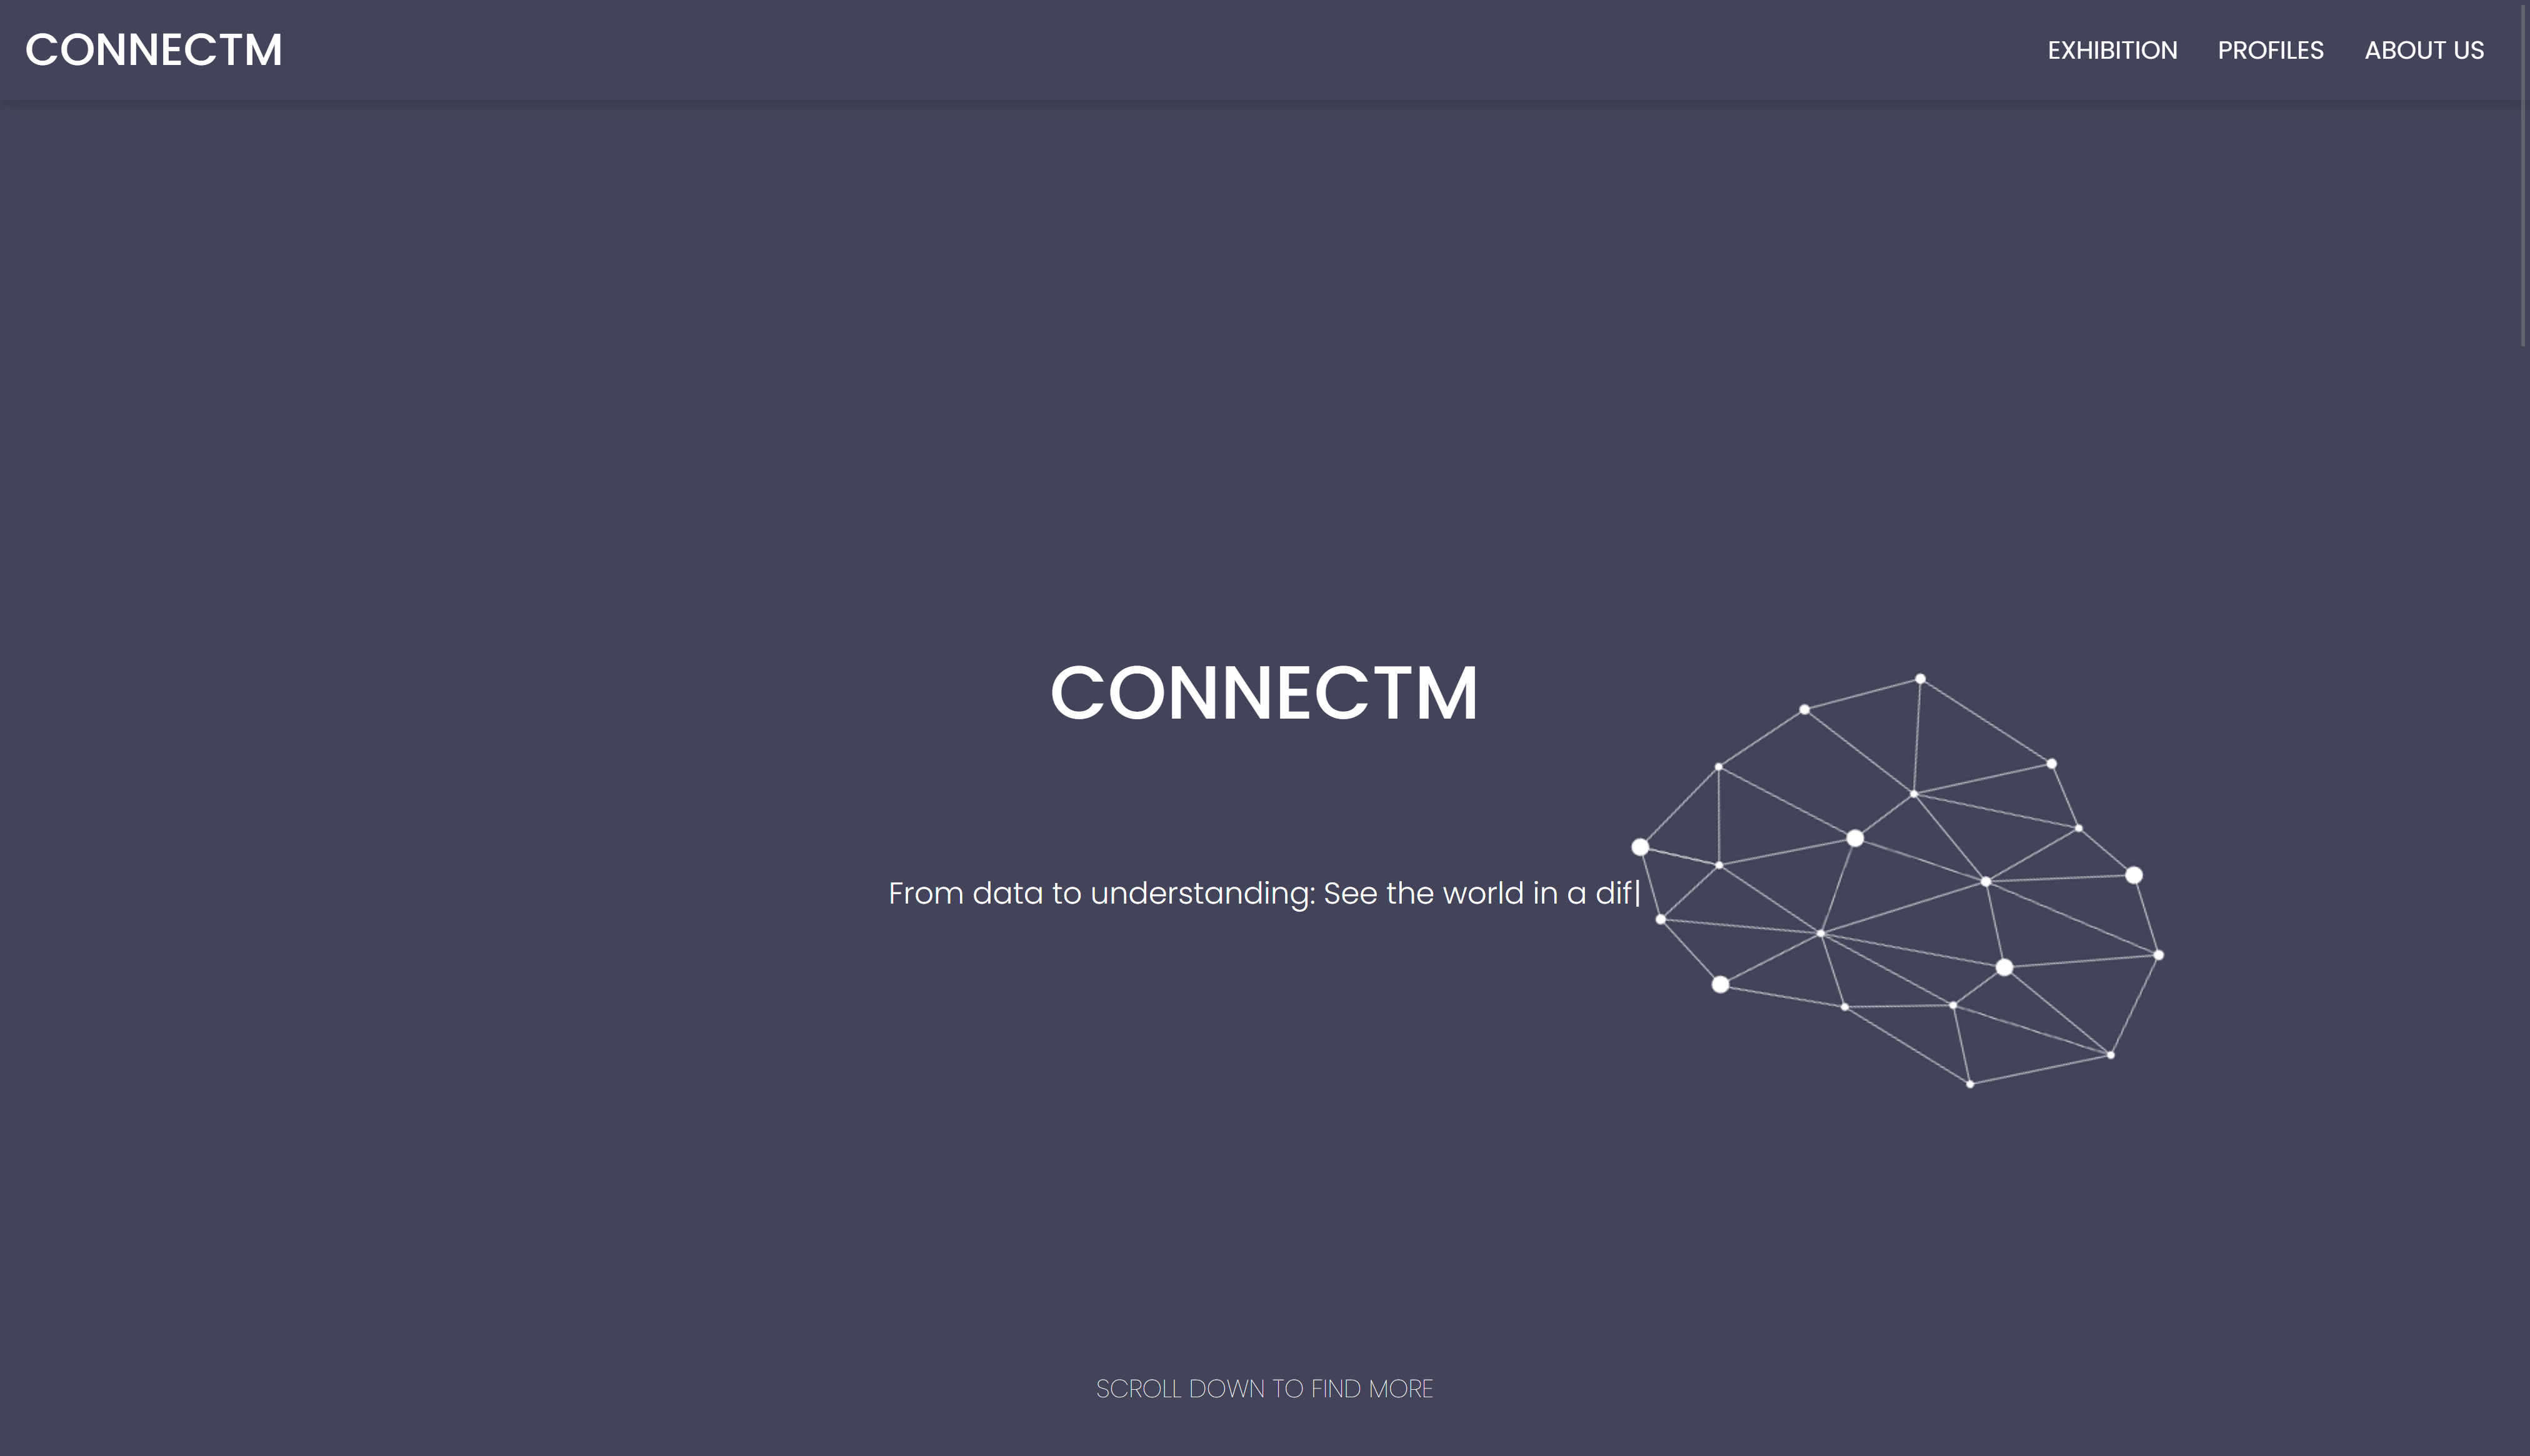 CONNECTM
EXHIBITION PROFILES ABOUT US
CONNECTM
From data to understanding: See the world in a dif|
SCROLL DOWN TO FIND MORE